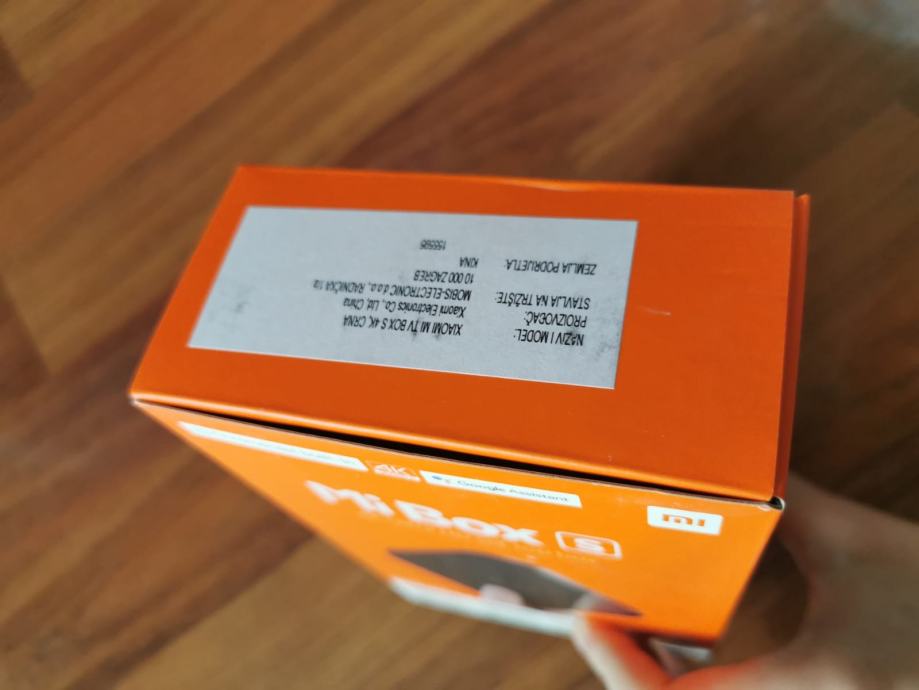 NAZIV I MODEL: XIAOMI MI TV BOX S 4K, CRNA
PROIZVOĐAČ: Xiaomi Electronics Co., Ltd., China
STAVLJA NA TRŽIŠTE: MOBIS-ELECTRONIC d.o.o., RADNIČKA 1/a
10 000 ZAGREB
ZEMLJA PODRIJETLA: KINA
155595
4K
Google Assistant
mi
Mi Box S